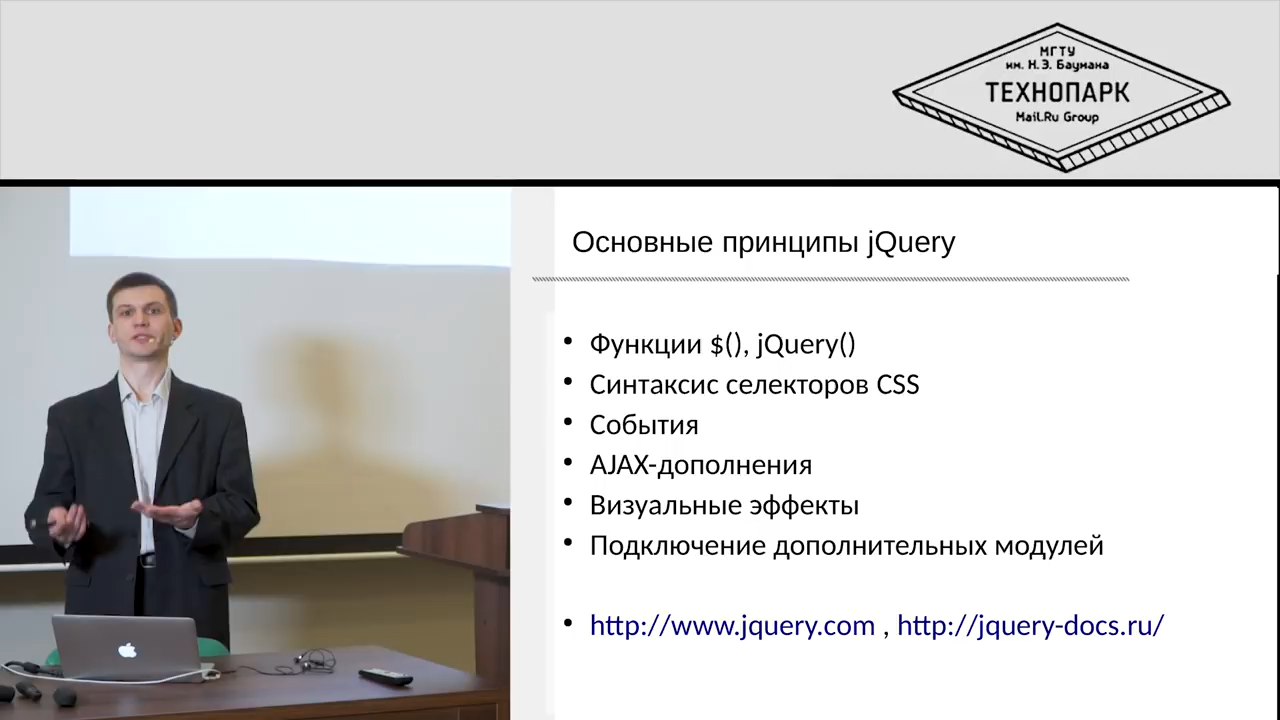 МГТУ
им. Н.Э. Баумана
ТЕХНОПАРК
Mail.Ru Group
Основные принципы jQuery
• Функции $(), jQuery()
• Синтаксис селекторов CSS
• События
• AJAX-дополнения
• Визуальные эффекты
• Подключение дополнительных модулей
• http://www.jquery.com , http://jquery-docs.ru/